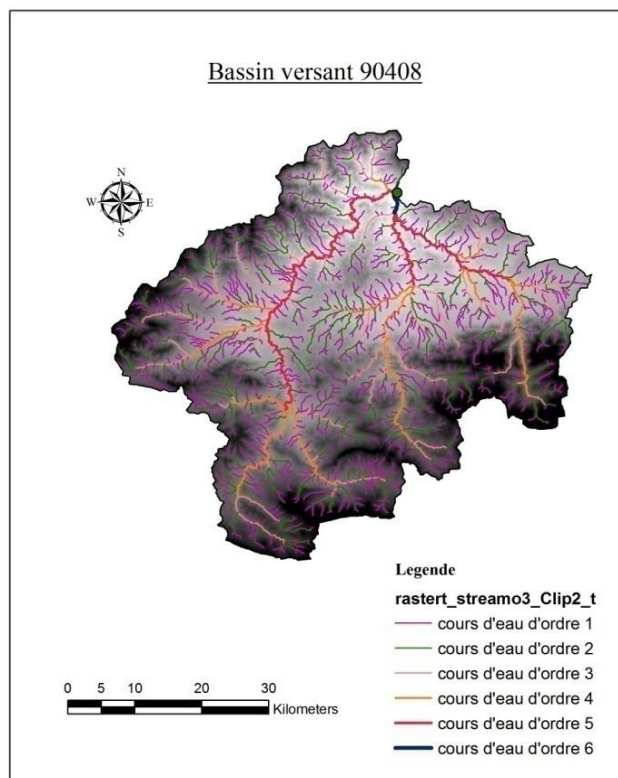 Bassin versant 90408
N
W E
S
Legende
rastert_streamo3_Clip2_t
cours d'eau d'ordre 1
cours d'eau d'ordre 2
cours d'eau d'ordre 3
cours d'eau d'ordre 4
cours d'eau d'ordre 5
cours d'eau d'ordre 6
0 5 10 20 30
Kilometers